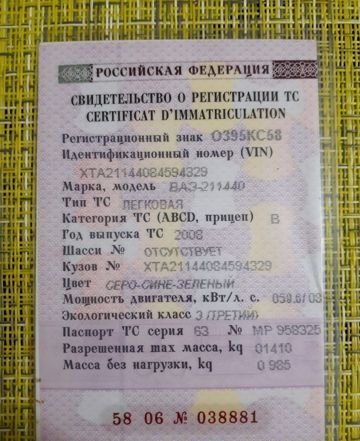 РОССИЙСКАЯ ФЕДЕРАЦИЯ
СВИДЕТЕЛЬСТВО О РЕГИСТРАЦИИ ТС
CERTIFICAT D'IMMATRICULATION
Регистрационный знак О395КС58
Идентификационный номер (VIN)
ХТА21144084594329
Марка, модель ВАЗ-211440
Тип ТС ЛЕГКОВАЯ
Категория ТС (ABCD, прицеп) В
Год выпуска ТС 2008
Шасси № ОТСУТСТВУЕТ
Кузов № ХТА21144084594329
Цвет СЕРО-СИНЕ-ЗЕЛЕНЫЙ
Мощность двигателя, кВт/л. с. 059.6/
Экологический класс 3 (ТРЕТИЙ)
Паспорт ТС серия 63 № МР 958325
Разрешенная max масса, kg 01410
Масса без нагрузки, kg 0 985
58 06 № 038881